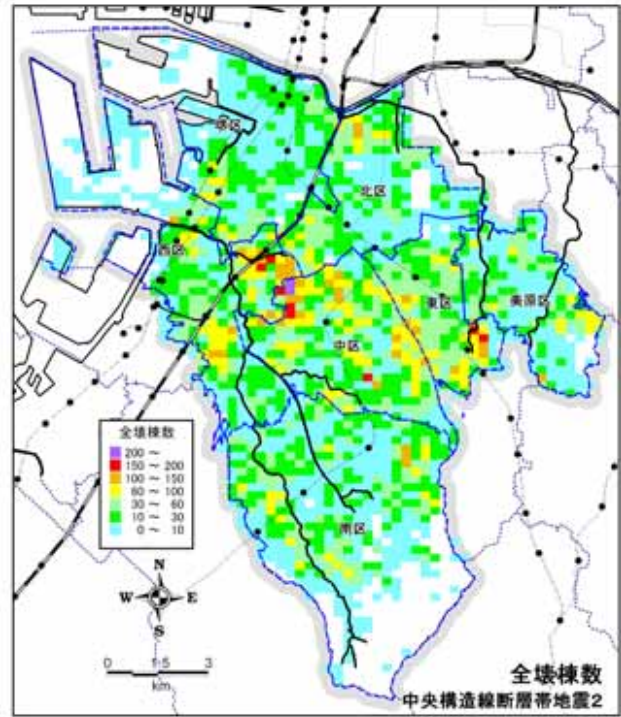 堺区
北区
西区
東区
美原区
中区
南区
全壊棟数
200 ～
150 ～ 200
100 ～ 150
60 ～ 100
30 ～ 60
10 ～ 30
0 ～ 10
N
W E
S
0 1.5 3
km
全壊棟数
中央構造線断層帯地震2